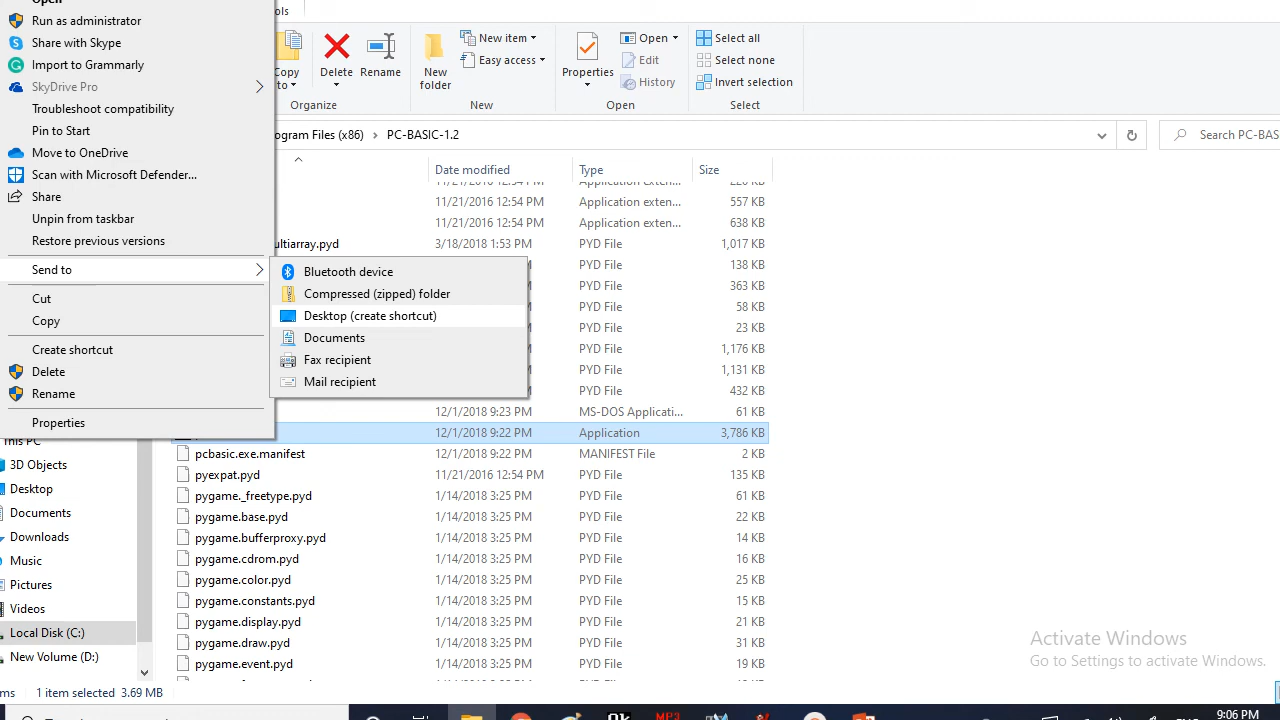 Open
Run as administrator
Share with Skype
Import to Grammarly
SkyDrive Pro
Troubleshoot compatibility
Pin to Start
Move to OneDrive
Scan with Microsoft Defender...
Share
Unpin from taskbar
Restore previous versions
Send to
Cut
Copy
Create shortcut
Delete
Rename
Properties
Bluetooth device
Compressed (zipped) folder
Desktop (create shortcut)
Documents
Fax recipient
Mail recipient
ols
Copy to
Delete
Rename
Organize
New folder
New item
Easy access
New
Properties
Open
Edit
History
Open
Select all
Select none
Invert selection
Select
ogram Files (x86) > PC-BASIC-1.2
Search PC-BAS
Date modified Type Size
11/21/2016 12:54 PM Application exten... 220 KB
11/21/2016 12:54 PM Application exten... 557 KB
11/21/2016 12:54 PM Application exten... 638 KB
ultiarray.pyd 3/18/2018 1:53 PM PYD File 1,017 KB
PYD File 138 KB
PYD File 363 KB
PYD File 58 KB
PYD File 23 KB
PYD File 1,176 KB
PYD File 1,131 KB
PYD File 432 KB
12/1/2018 9:23 PM MS-DOS Applicati... 61 KB
12/1/2018 9:22 PM Application 3,786 KB
pcbasic.exe.manifest 12/1/2018 9:22 PM MANIFEST File 2 KB
pyexpat.pyd 11/21/2016 12:54 PM PYD File 135 KB
pygame._freetype.pyd 1/14/2018 3:25 PM PYD File 61 KB
pygame.base.pyd 1/14/2018 3:25 PM PYD File 22 KB
pygame.bufferproxy.pyd 1/14/2018 3:25 PM PYD File 14 KB
pygame.cdrom.pyd 1/14/2018 3:25 PM PYD File 16 KB
pygame.color.pyd 1/14/2018 3:25 PM PYD File 25 KB
pygame.constants.pyd 1/14/2018 3:25 PM PYD File 15 KB
pygame.display.pyd 1/14/2018 3:25 PM PYD File 21 KB
pygame.draw.pyd 1/14/2018 3:25 PM PYD File 31 KB
pygame.event.pyd 1/14/2018 3:25 PM PYD File 19 KB
This PC
3D Objects
Desktop
Documents
Downloads
Music
Pictures
Videos
Local Disk (C:)
New Volume (D:)
ms 1 item selected 3.69 MB
Activate Windows
Go to Settings to activate Windows.
MP3
9:06 PM